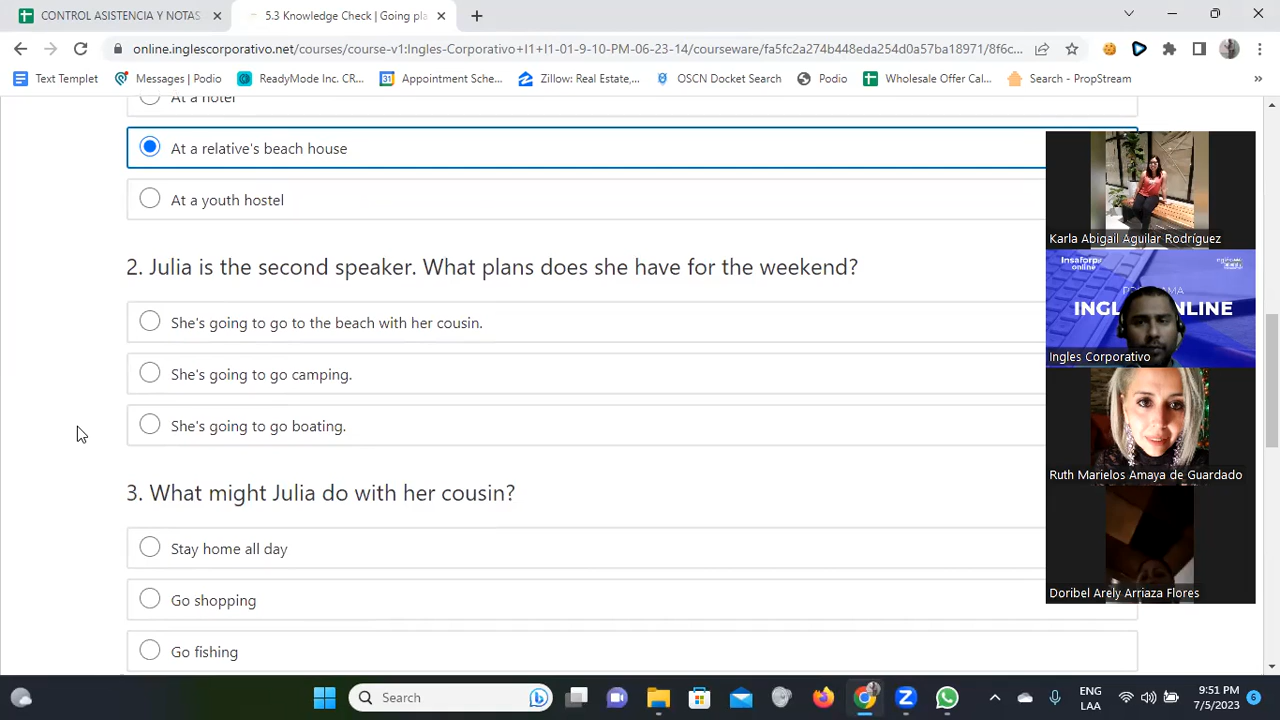 CONTROL ASISTENCIA Y NOTAS
5.3 Knowledge Check | Going pla
online.inglescorporativo.net/courses/course-v1:Ingles-Corporativo+I1+I1-01-9-10-PM-06-23-14/courseware/fa5fc2a274b448eda254d0a57ba18971/8f6c...
Text Templet
Messages | Podio
ReadyMode Inc. CR...
Appointment Sche...
Zillow: Real Estate,...
OSCN Docket Search
Podio
Wholesale Offer Cal...
Search - PropStream
At a hotel
At a relative's beach house
At a youth hostel
2. Julia is the second speaker. What plans does she have for the weekend?
She's going to go to the beach with her cousin.
She's going to go camping.
She's going to go boating.
3. What might Julia do with her cousin?
Stay home all day
Go shopping
Go fishing
Karla Abigail Aguilar Rodríguez
Ingles Corporativo
Ruth Marielos Amaya de Guardado
Doribel Arely Arriaza Flores
Search
ENG
LAA
9:51 PM
7/5/2023
6